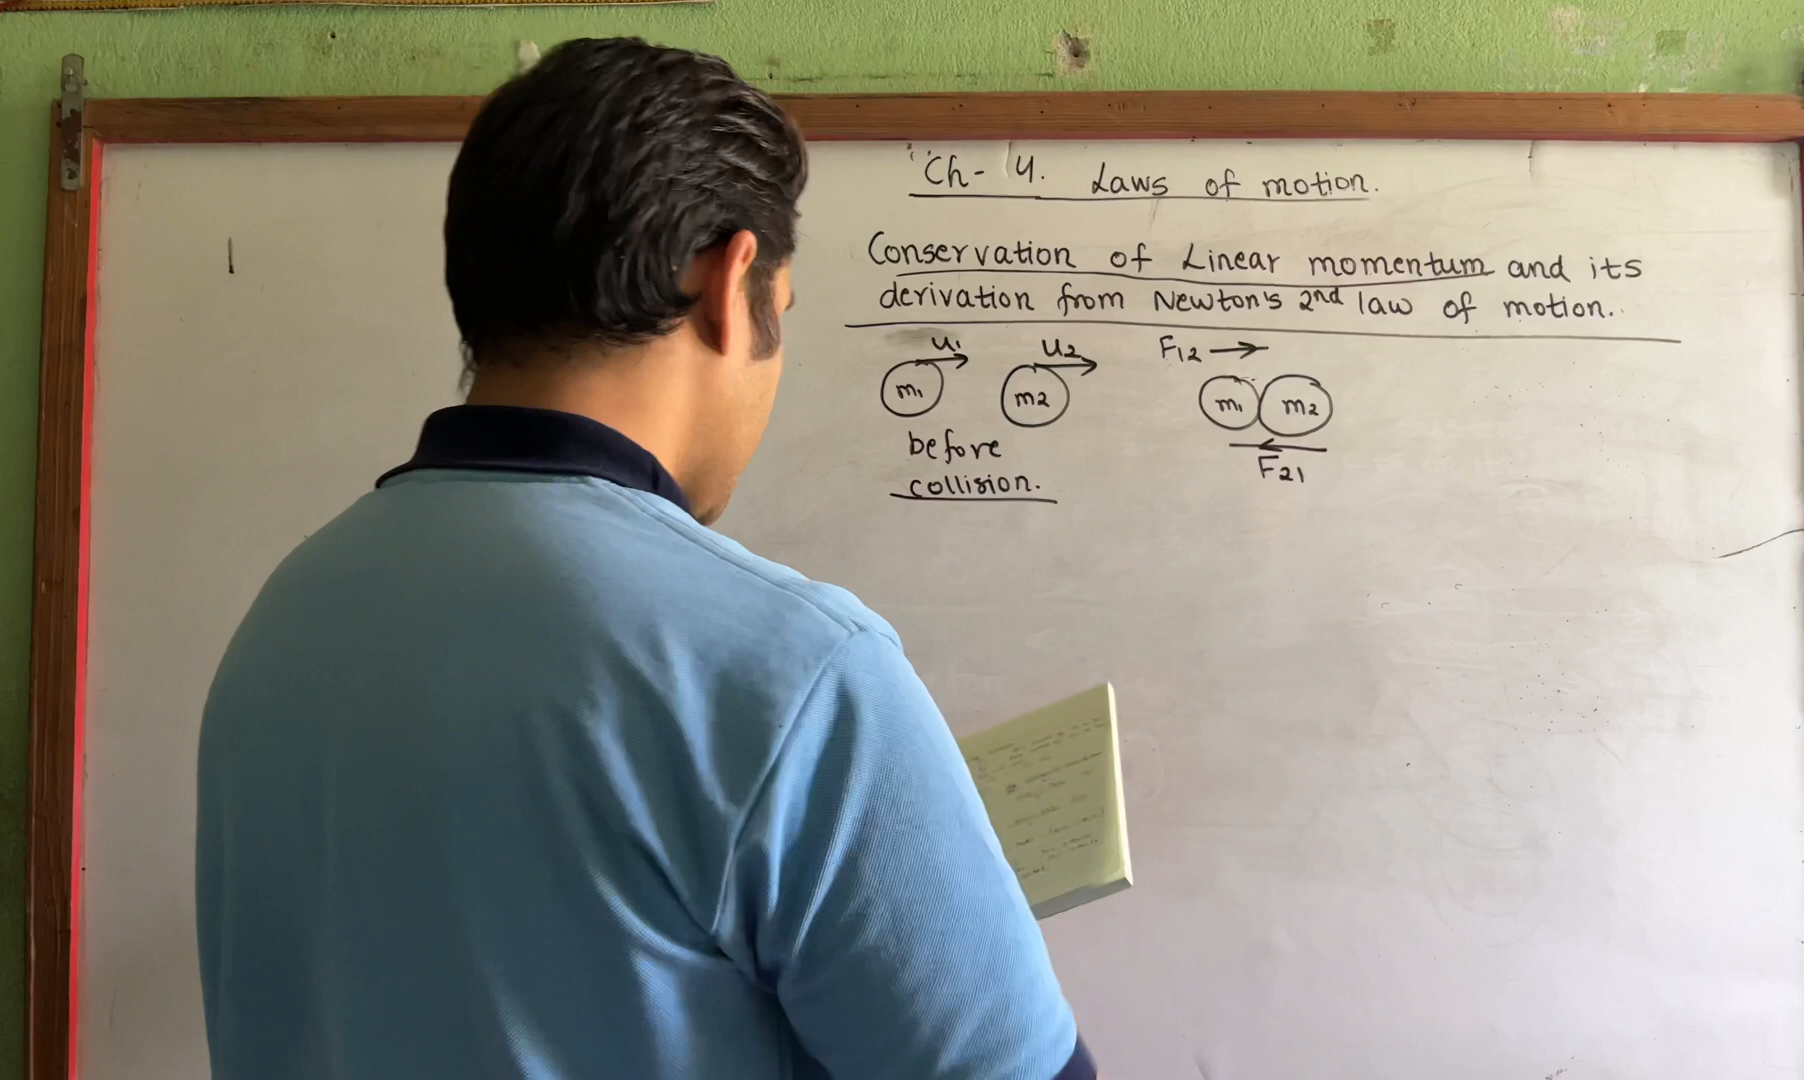 Ch- 4. Laws of motion.
Conservation of Linear momentum and its
derivation from Newton's 2nd law of motion.
u1 u2 F12
m1 m2 m1 m2
before
collision.
F21